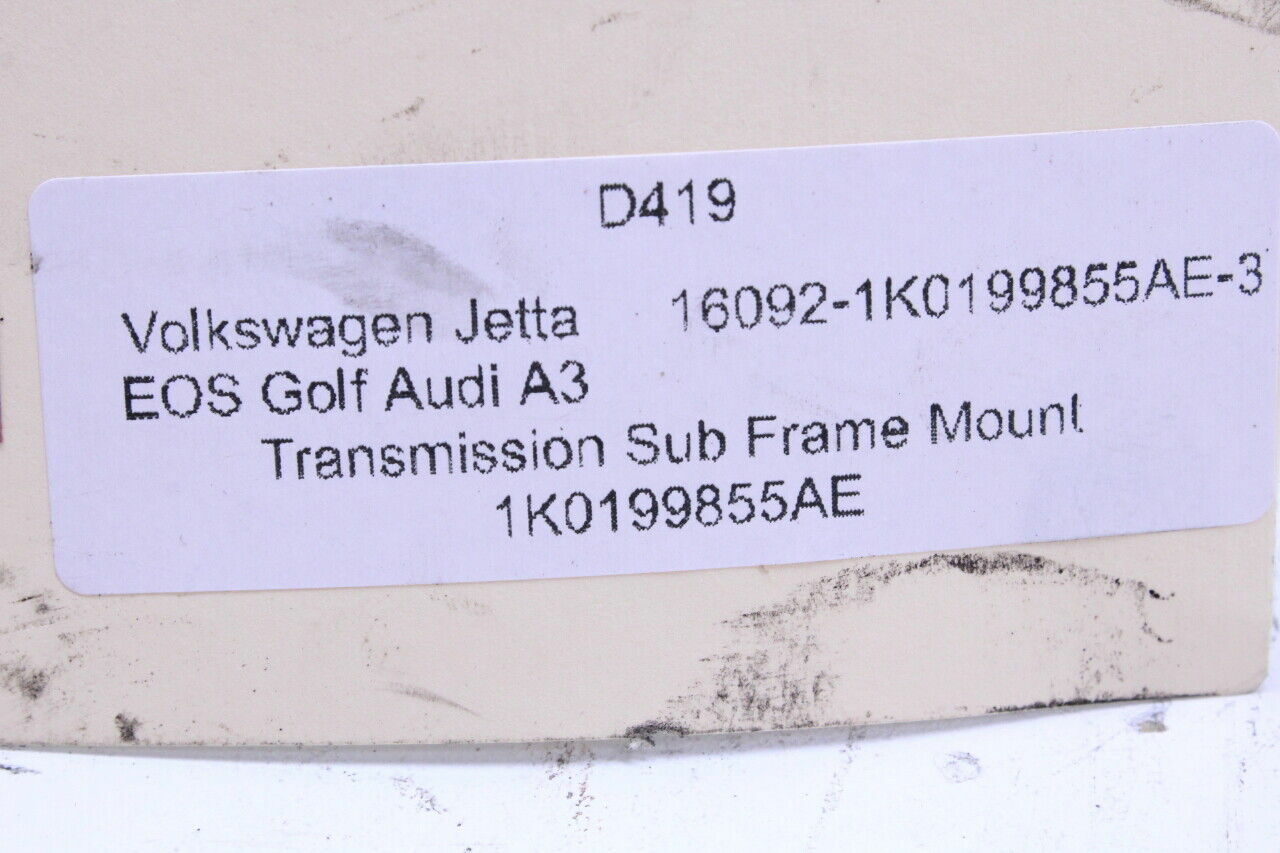 D419
Volkswagen Jetta 16092-1K0199855AE-3
EOS Golf Audi A3
Transmission Sub Frame Mount
1K0199855AE